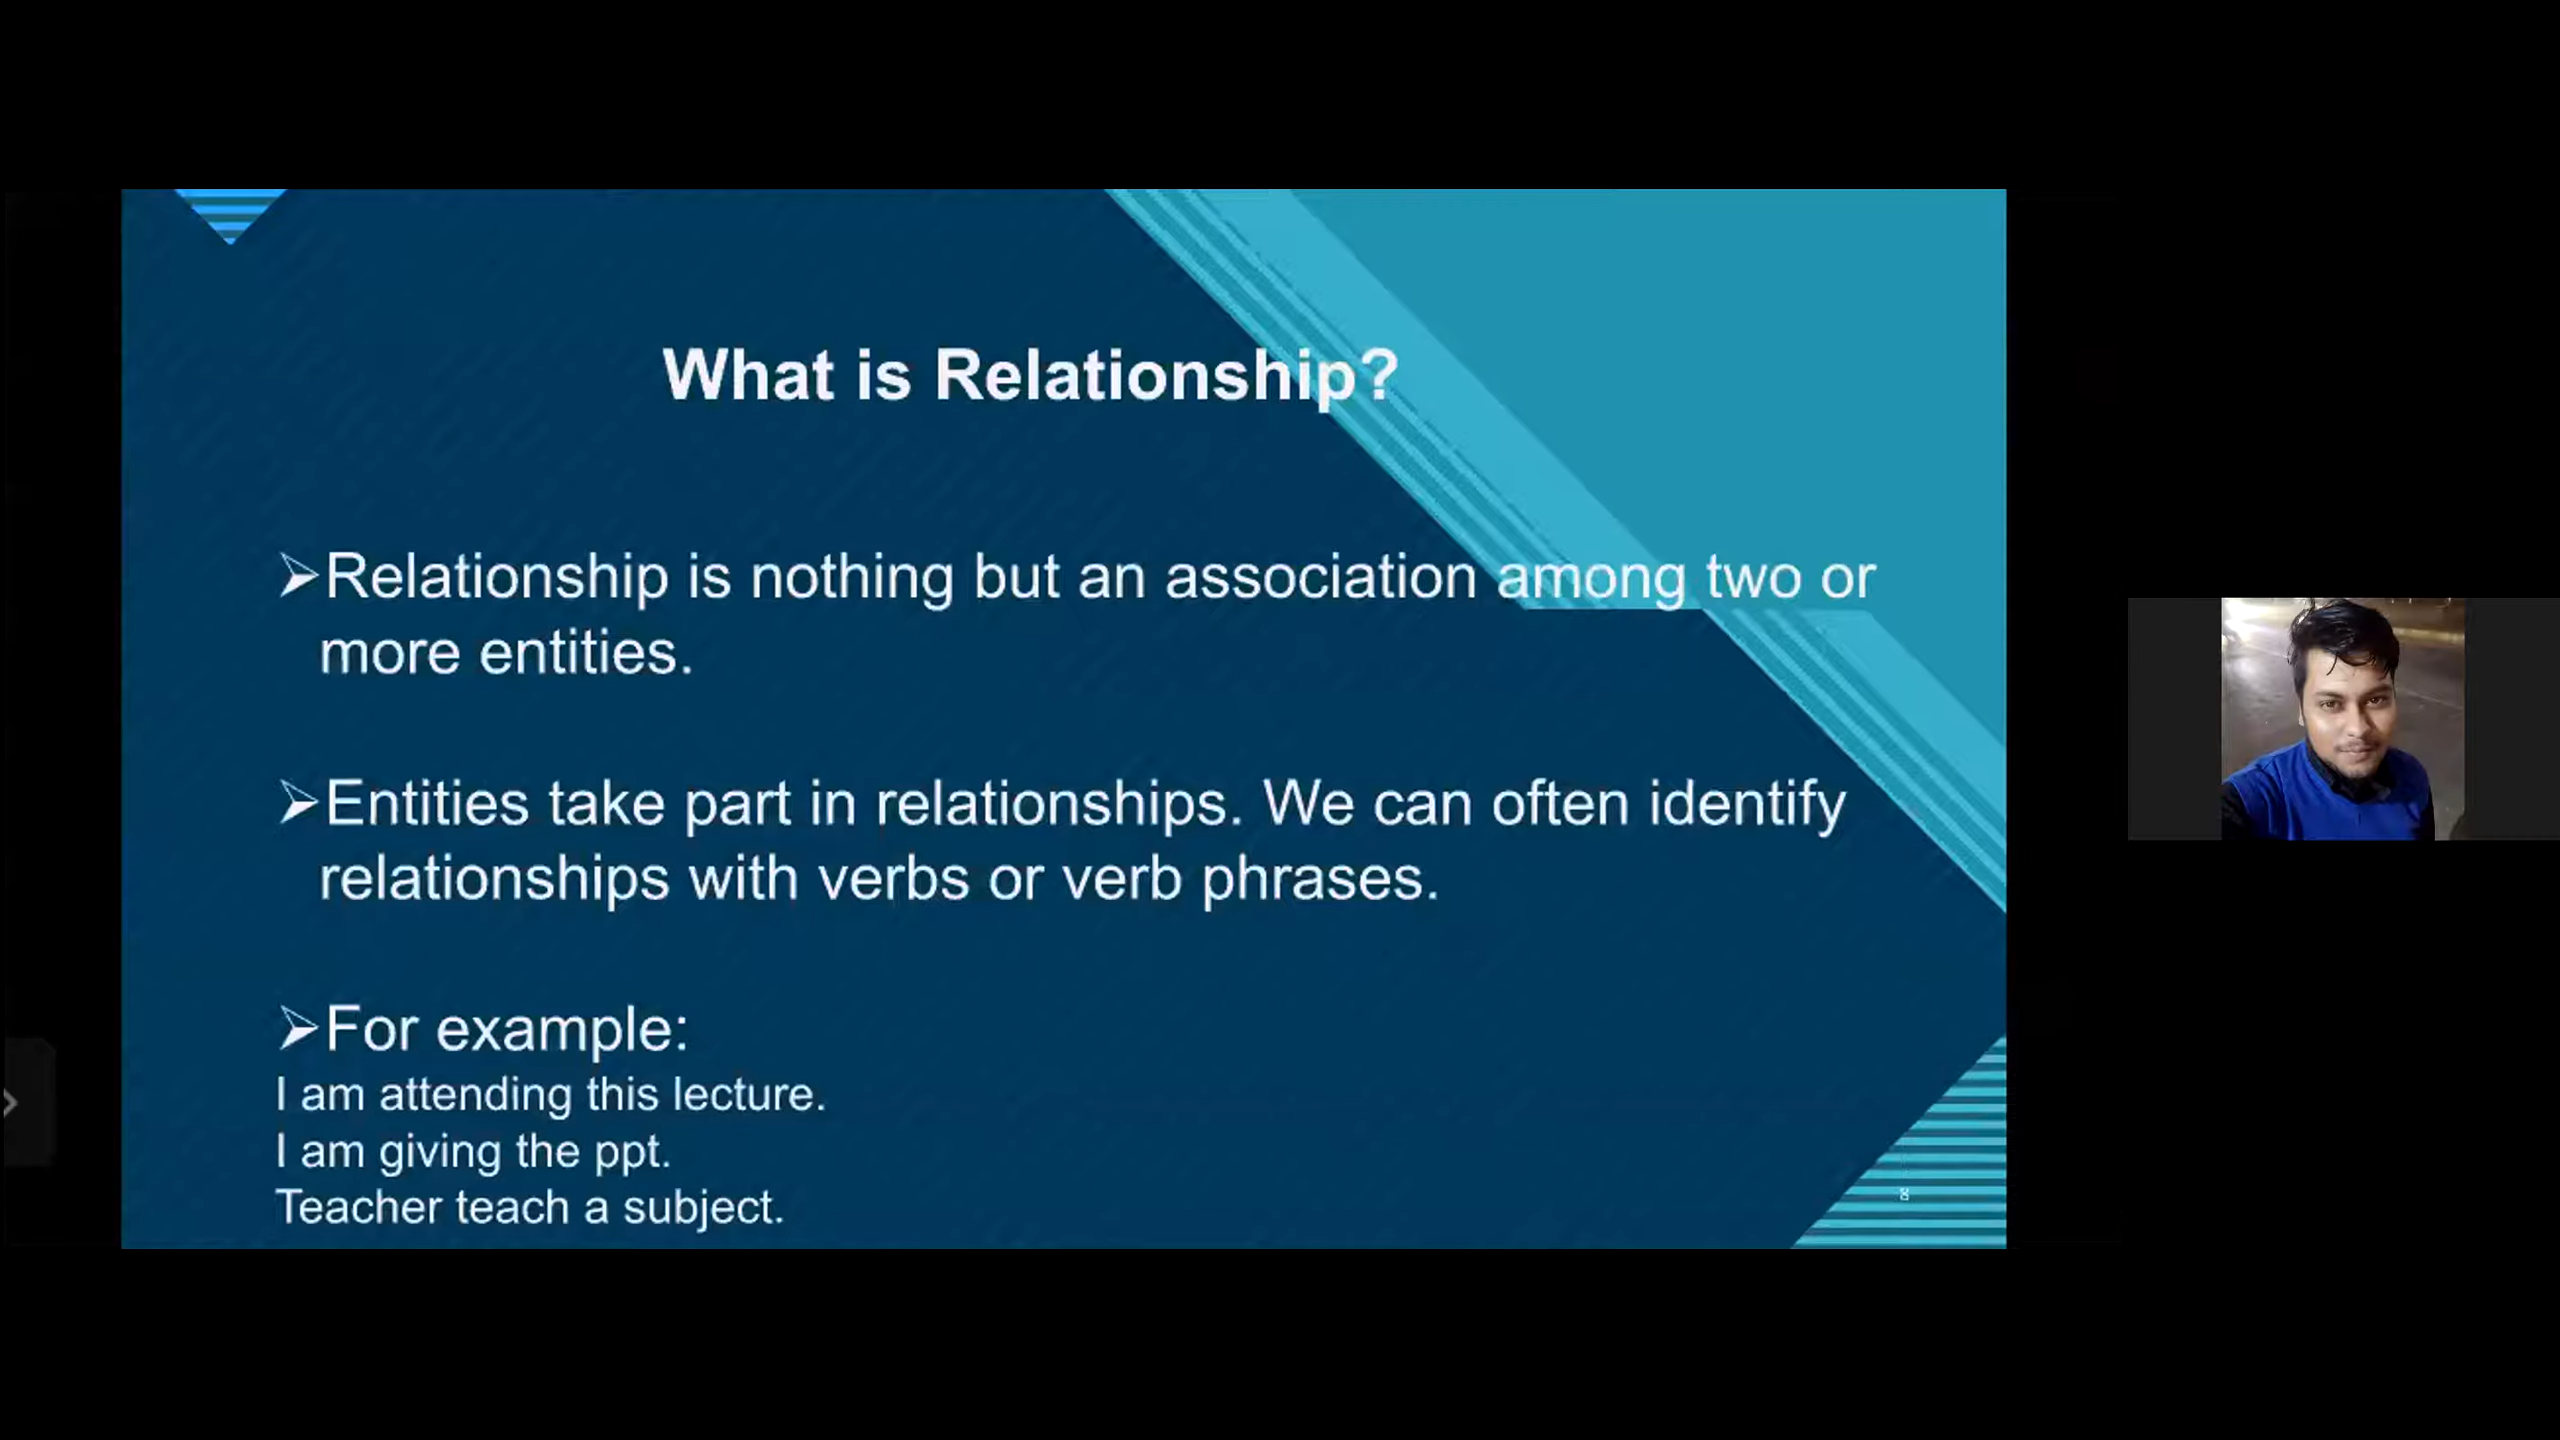 What is Relationship?
➢Relationship is nothing but an association among two or
more entities.
➢Entities take part in relationships. We can often identify
relationships with verbs or verb phrases.
➢For example:
I am attending this lecture.
I am giving the ppt.
Teacher teach a subject.
8